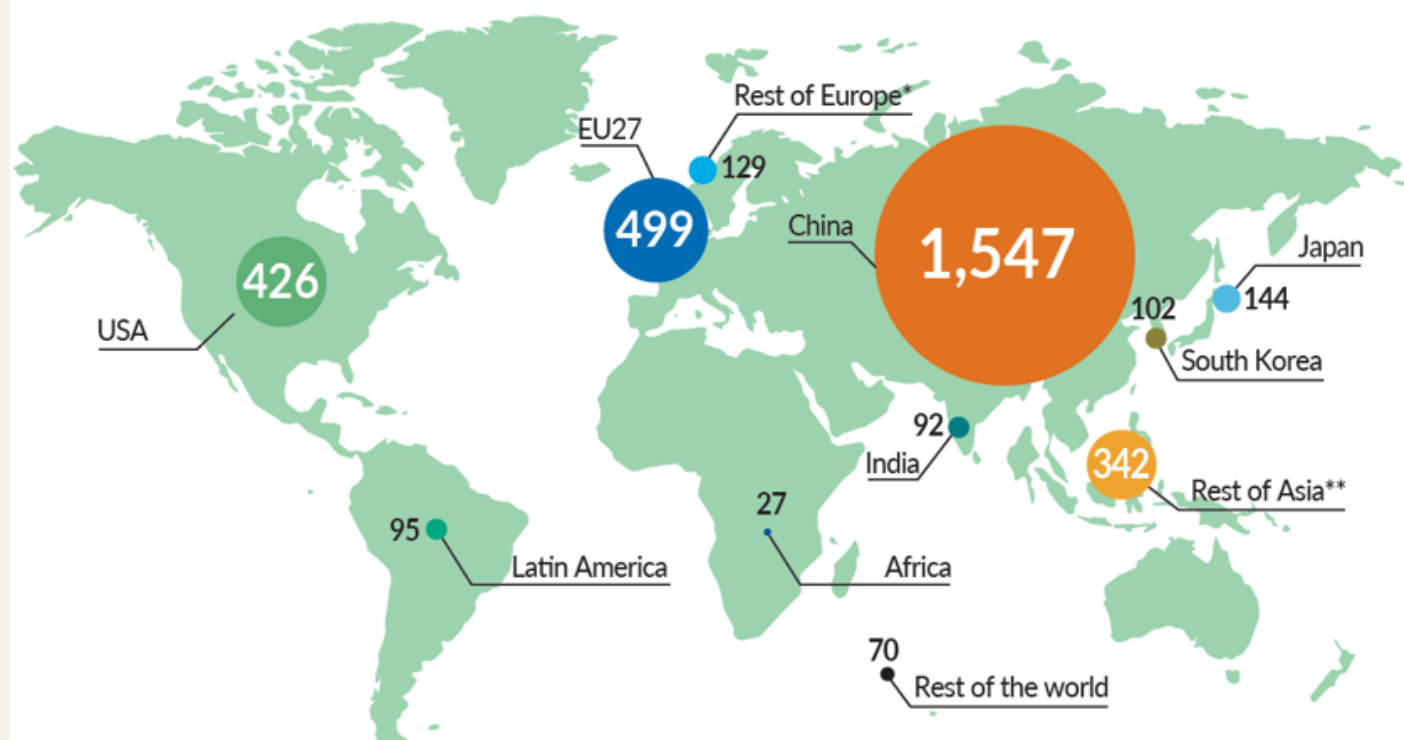 Rest of Europe*
EU27
129
499
China
1,547
Japan
426
102
144
USA
South Korea
92
India
342
Rest of Asia**
27
95
Latin America
Africa
70
Rest of the world